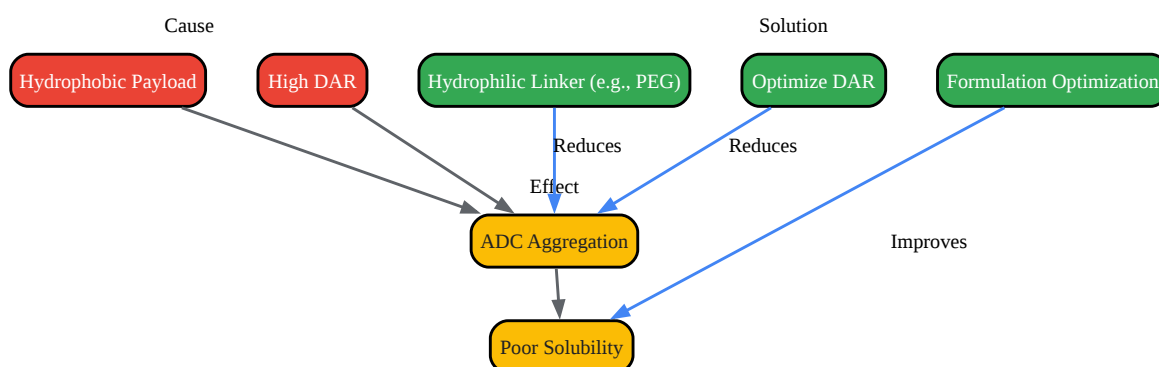 Cause
Solution
Hydrophobic Payload
High DAR
Hydrophilic Linker (e.g., PEG)
Optimize DAR
Formulation Optimization
Reduces
Reduces
Effect
ADC Aggregation
Improves
Poor Solubility